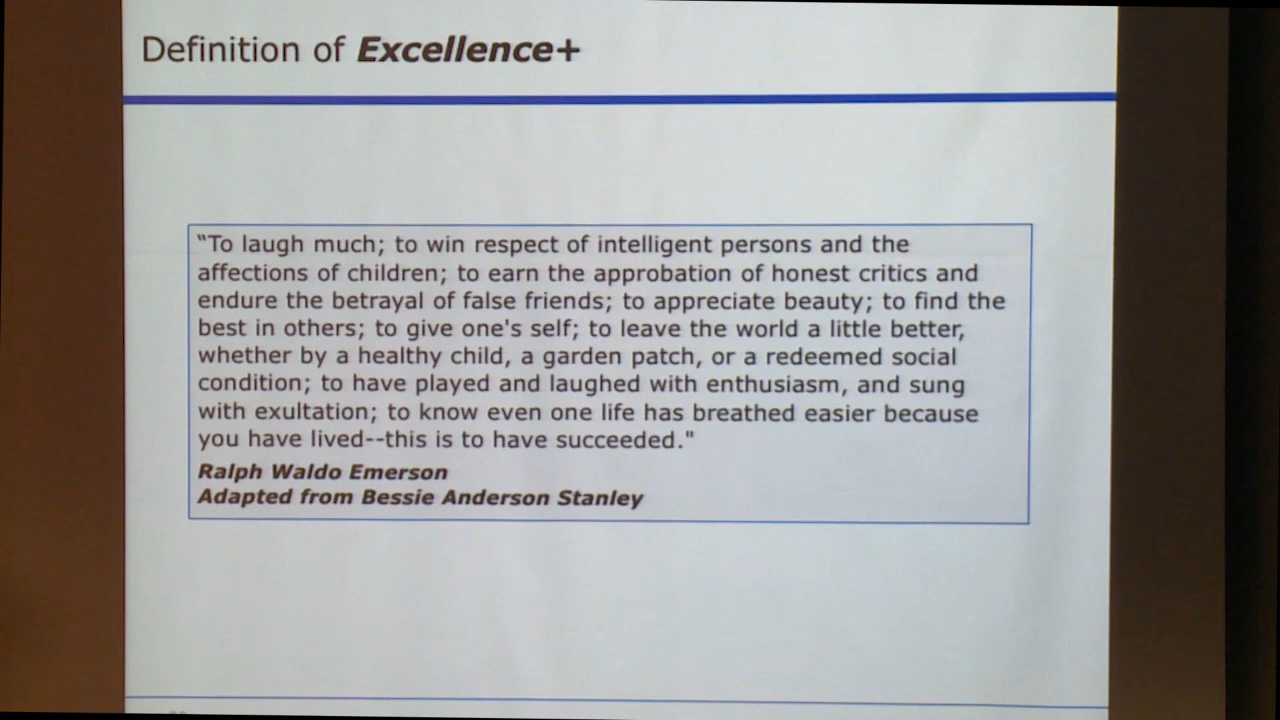 Definition of Excellence+
“To laugh much; to win respect of intelligent persons and the
affections of children; to earn the approbation of honest critics and
endure the betrayal of false friends; to appreciate beauty; to find the
best in others; to give one's self; to leave the world a little better,
whether by a healthy child, a garden patch, or a redeemed social
condition; to have played and laughed with enthusiasm, and sung
with exultation; to know even one life has breathed easier because
you have lived--this is to have succeeded."
Ralph Waldo Emerson
Adapted from Bessie Anderson Stanley